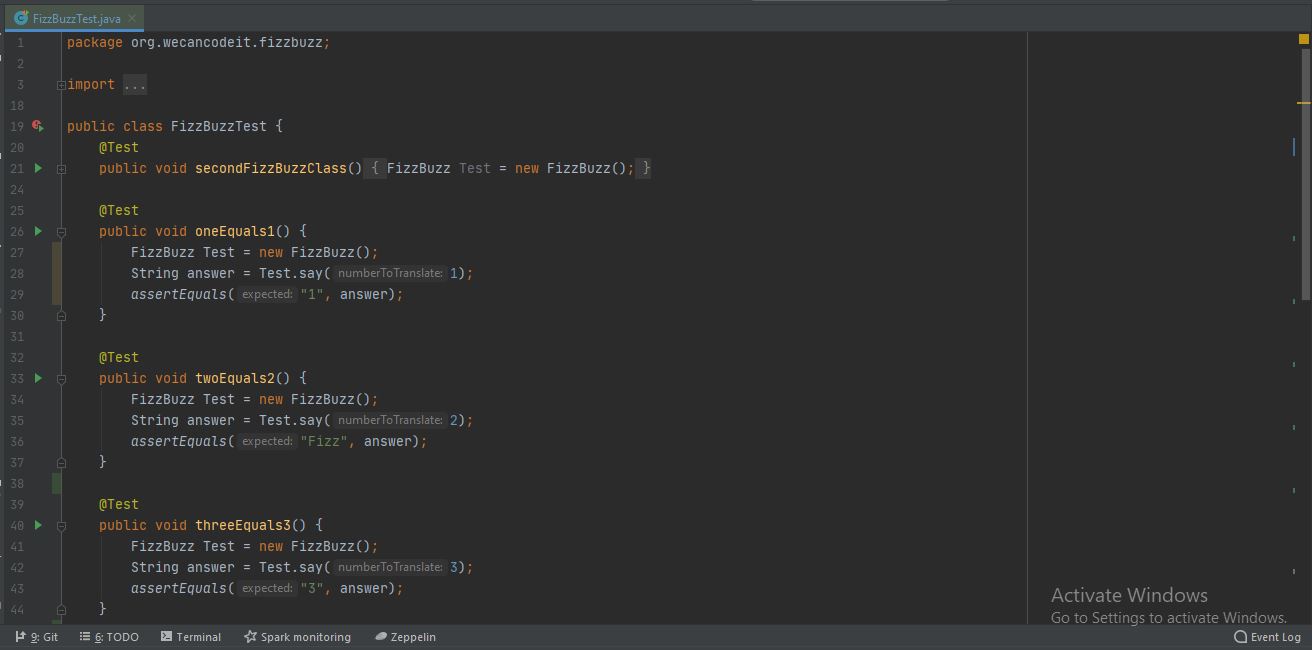 FizzBuzzTest.java ×
1 package org.wecancodeit.fizzbuzz;
2
3 import ...
18
19 public class FizzBuzzTest {
20 @Test
21 public void secondFizzBuzzClass() { FizzBuzz Test = new FizzBuzz(); }
24
25 @Test
26 public void oneEquals1() {
27 FizzBuzz Test = new FizzBuzz();
28 String answer = Test.say( numberToTranslate: 1);
29 assertEquals( expected: "1", answer);
30 }
31
32 @Test
33 public void twoEquals2() {
34 FizzBuzz Test = new FizzBuzz();
35 String answer = Test.say( numberToTranslate: 2);
36 assertEquals( expected: "Fizz", answer);
37 }
38
39 @Test
40 public void threeEquals3() {
41 FizzBuzz Test = new FizzBuzz();
42 String answer = Test.say( numberToTranslate: 3);
43 assertEquals( expected: "3", answer);
44 }
Activate Windows
Go to Settings to activate Windows.
9: Git 6: TODO Terminal Spark monitoring Zeppelin Event Log